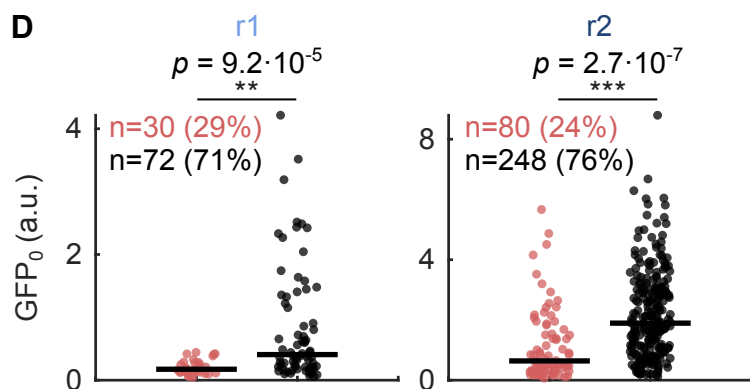 D
r1
p = 9.2·10⁻⁵
**
n=30 (29%)
n=72 (71%)
GFP₀ (a.u.)
4
2
0
r2
p = 2.7·10⁻⁷
***
n=80 (24%)
n=248 (76%)
8
4
0